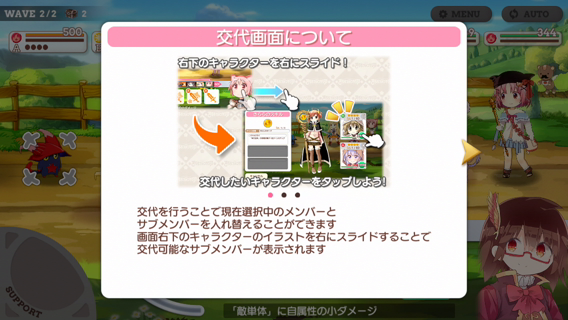 WAVE 2/2
2
MENU
AUTO
500
344
交代画面について
右下のキャラクターを右にスライド！
交代したいキャラクターをタップしよう!
交代を行うことで現在選択中のメンバーと
サブメンバーを入れ替えることができます
画面右下のキャラクターのイラストを右にスライドすることで
交代可能なサブメンバーが表示されます
SUPPORT
「敵単体」に自属性の小ダメージ